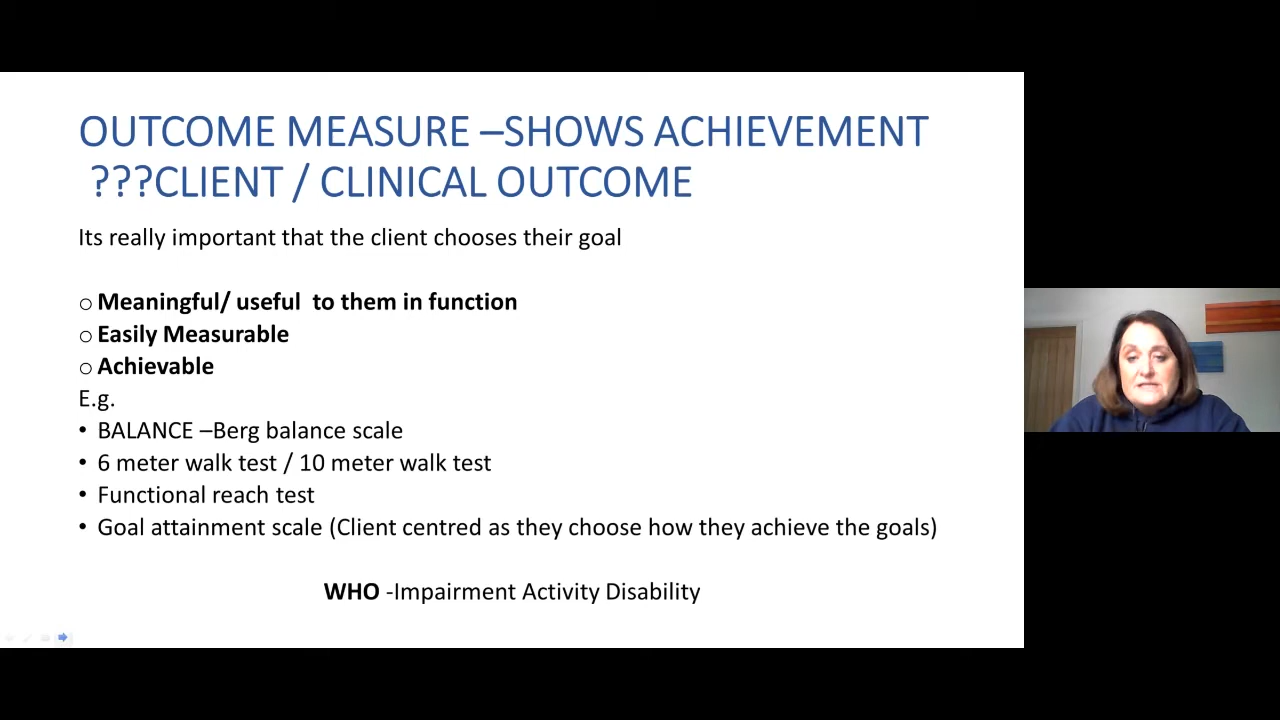 OUTCOME MEASURE –SHOWS ACHIEVEMENT
???CLIENT / CLINICAL OUTCOME
Its really important that the client chooses their goal
o Meaningful/ useful  to them in function
o Easily Measurable
o Achievable
E.g.
• BALANCE –Berg balance scale
• 6 meter walk test / 10 meter walk test
• Functional reach test
• Goal attainment scale (Client centred as they choose how they achieve the goals)
WHO -Impairment Activity Disability